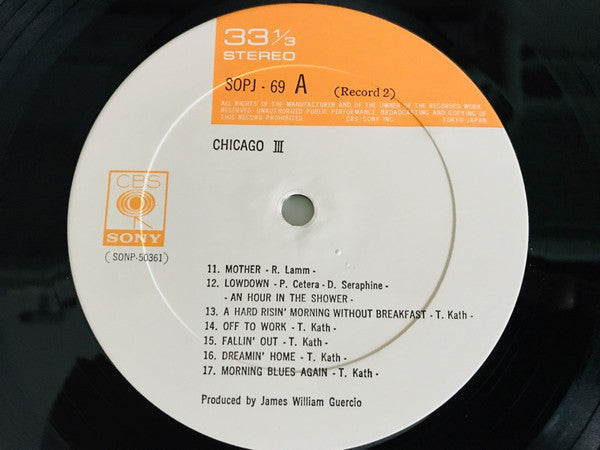 33 1/3
STEREO
SOPJ - 69 A (Record 2)
ALL RIGHTS OF THE MANUFACTURER AND OF THE OWNER OF THE RECORDED WORK
RESERVED. UNAUTHORIZED PUBLIC PERFORMANCE, BROADCASTING AND COPYING OF
THIS RECORD PROHIBITED CBS SONY INC TOKYO JAPAN
CHICAGO III
CBS
SONY
(SONP-50361)
11. MOTHER - R. Lamm -
12. LOWDOWN - P. Cetera - D. Seraphine -
- AN HOUR IN THE SHOWER -
13. A HARD RISIN' MORNING WITHOUT BREAKFAST - T. Kath -
14. OFF TO WORK - T. Kath -
15. FALLIN' OUT - T. Kath -
16. DREAMIN' HOME - T. Kath -
17. MORNING BLUES AGAIN - T. Kath -
Produced by James William Guercio